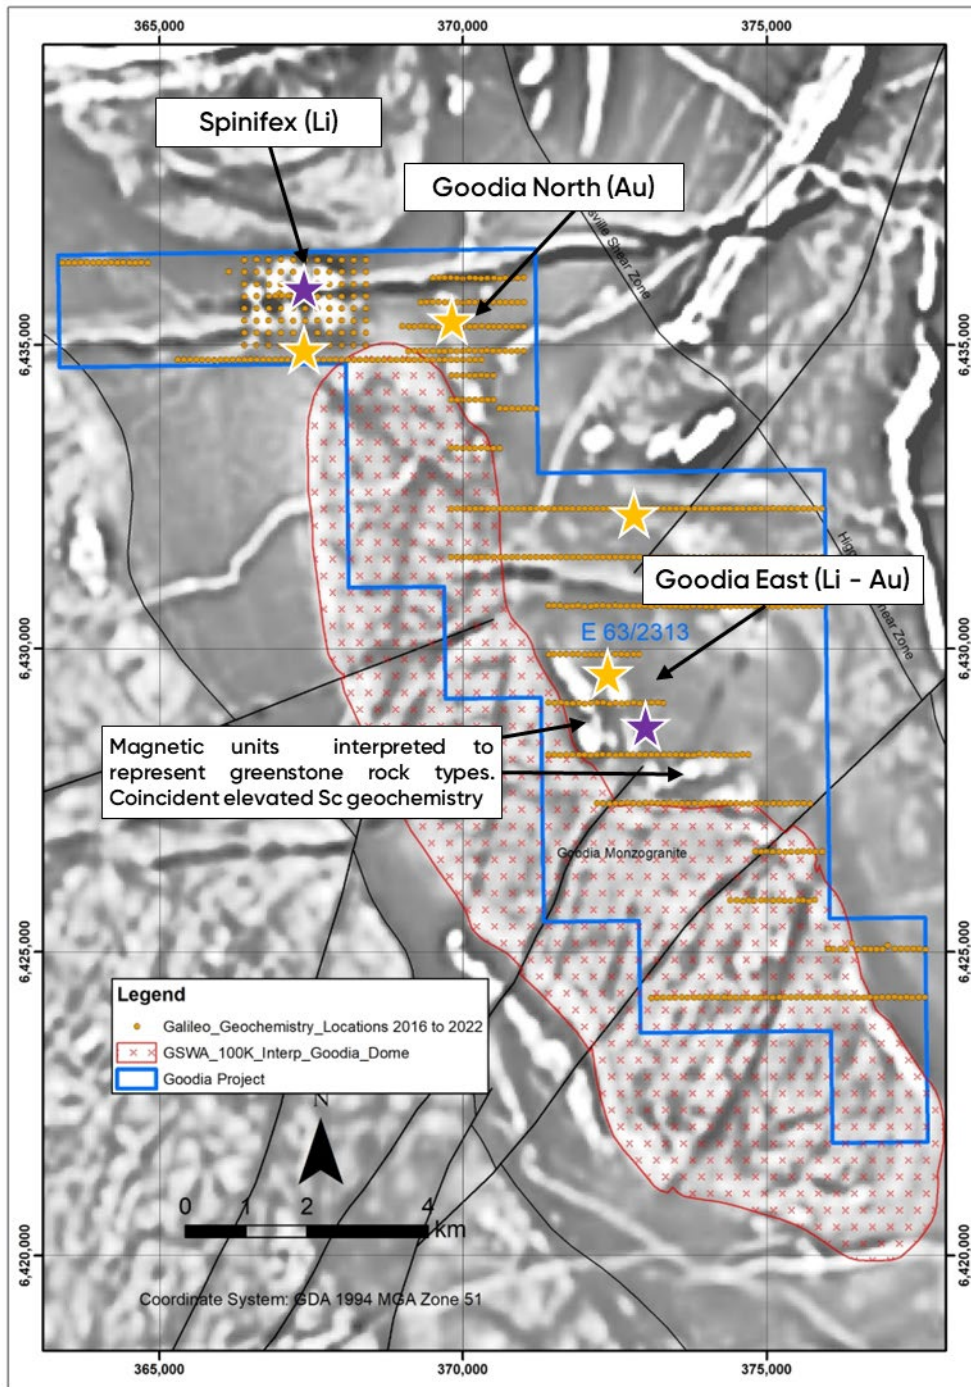 365,000
370,000
375,000
Spinifex (Li)
Goodia North (Au)
ville Shear Zone
6,435,000
6,435,000
Goodia East (Li - Au)
E 63/2313
hear Zone
6,430,000
6,430,000
Magnetic units interpreted to
represent greenstone rock types.
Coincident elevated Sc geochemistry
Goodia Monzogranite
6,425,000
6,425,000
Legend
Galileo_Geochemistry_Locations 2016 to 2022
GSWA_100K_Interp_Goodia_Dome
Goodia Project
N
0 1 2 4
km
6,420,000
6,420,000
Coordinate System: GDA 1994 MGA Zone 51
365,000
370,000
375,000